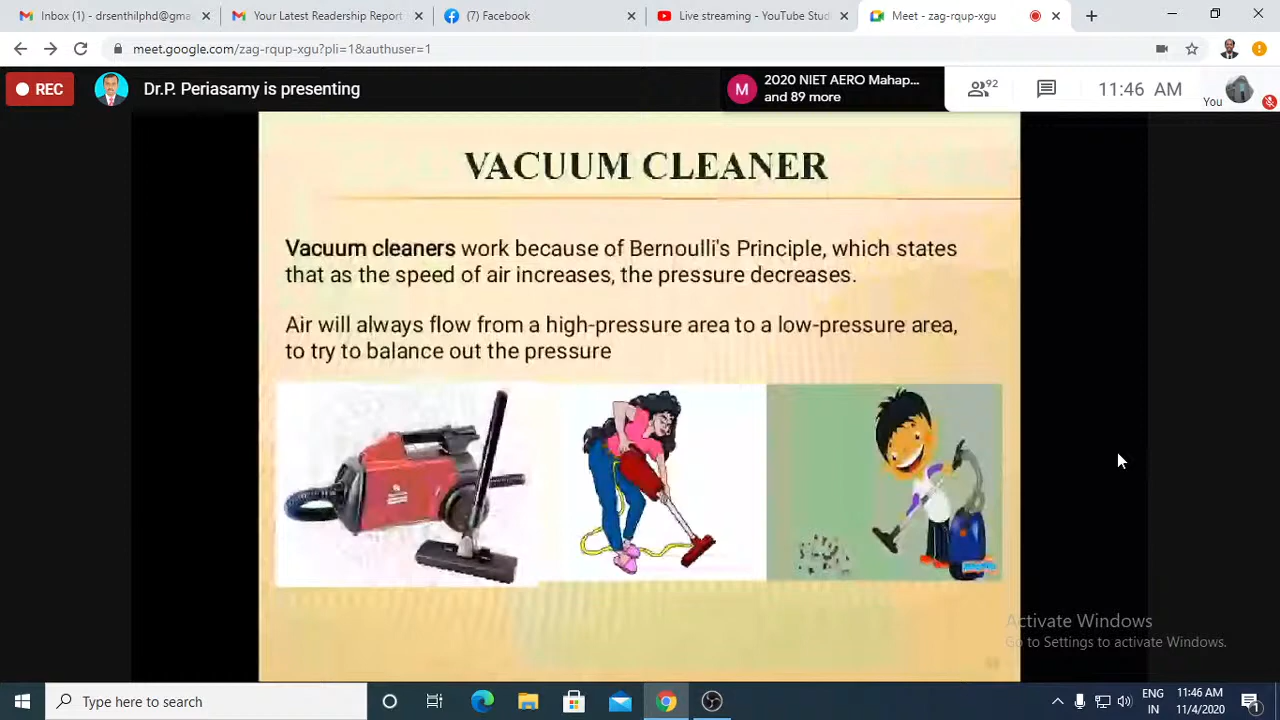 Inbox (1) - drsenthilphd@gma
Your Latest Readership Report
Facebook
Live streaming - YouTube Stud
Meet - zag-rqup-xgu
meet.google.com/zag-rqup-xgu?pli=1&authuser=1
REC
Dr.P. Periasamy is presenting
M
2020 NIET AERO Mahap...
and 89 more
92
11:46 AM
You
VACUUM CLEANER
Vacuum cleaners work because of Bernoulli's Principle, which states
that as the speed of air increases, the pressure decreases.
Air will always flow from a high-pressure area to a low-pressure area,
to try to balance out the pressure
Activate Windows
Go to Settings to activate Windows.
Type here to search
ENG
IN
11:46 AM
11/4/2020
1